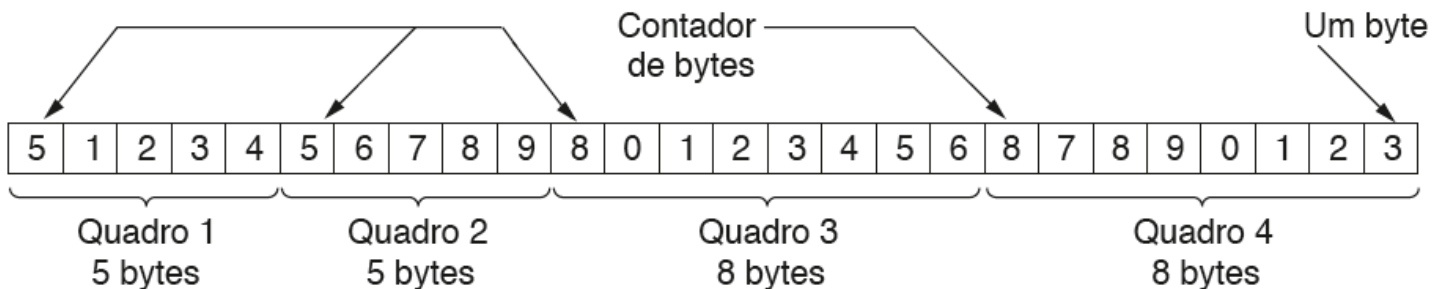 Contador
de bytes
Um byte
5 1 2 3 4 5 6 7 8 9 8 0 1 2 3 4 5 6 8 7 8 9 0 1 2 3
Quadro 1
5 bytes
Quadro 2
5 bytes
Quadro 3
8 bytes
Quadro 4
8 bytes